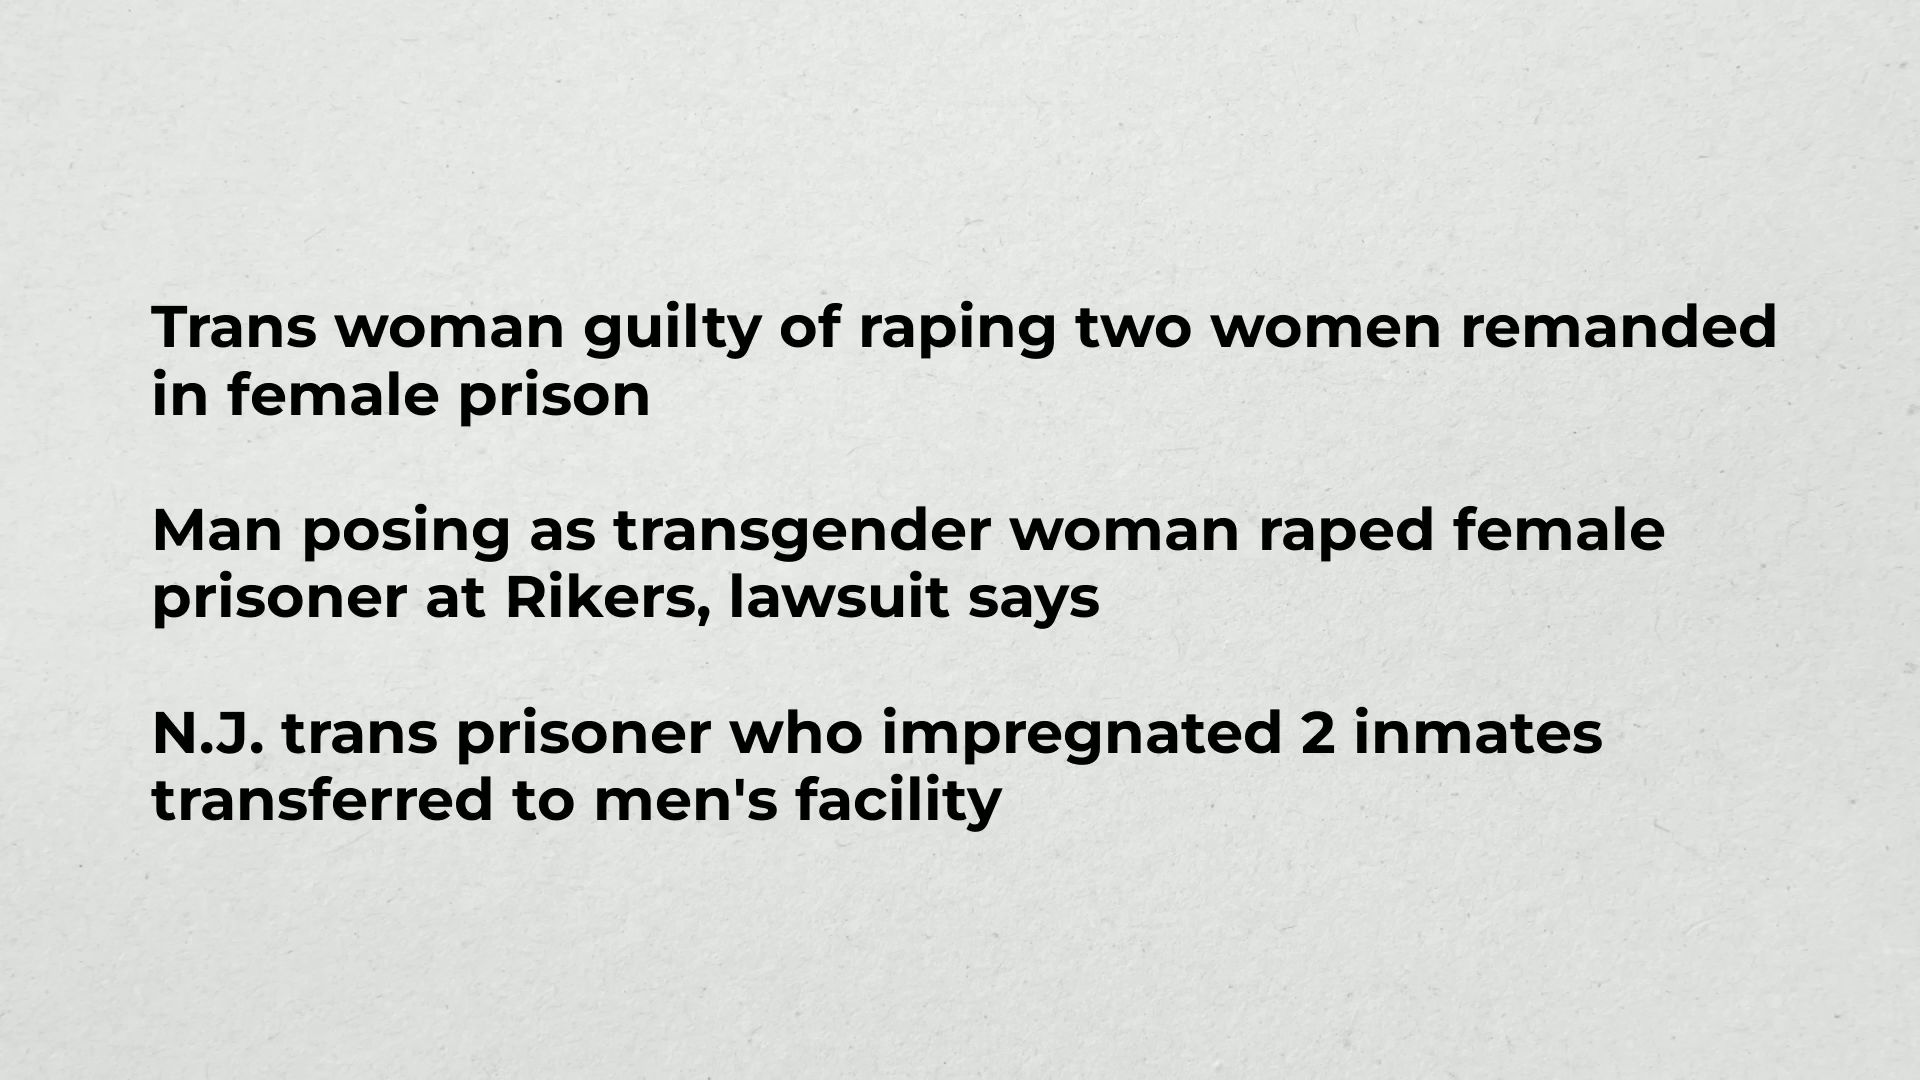 Trans woman guilty of raping two women remanded
in female prison
Man posing as transgender woman raped female
prisoner at Rikers, lawsuit says
N.J. trans prisoner who impregnated 2 inmates
transferred to men's facility